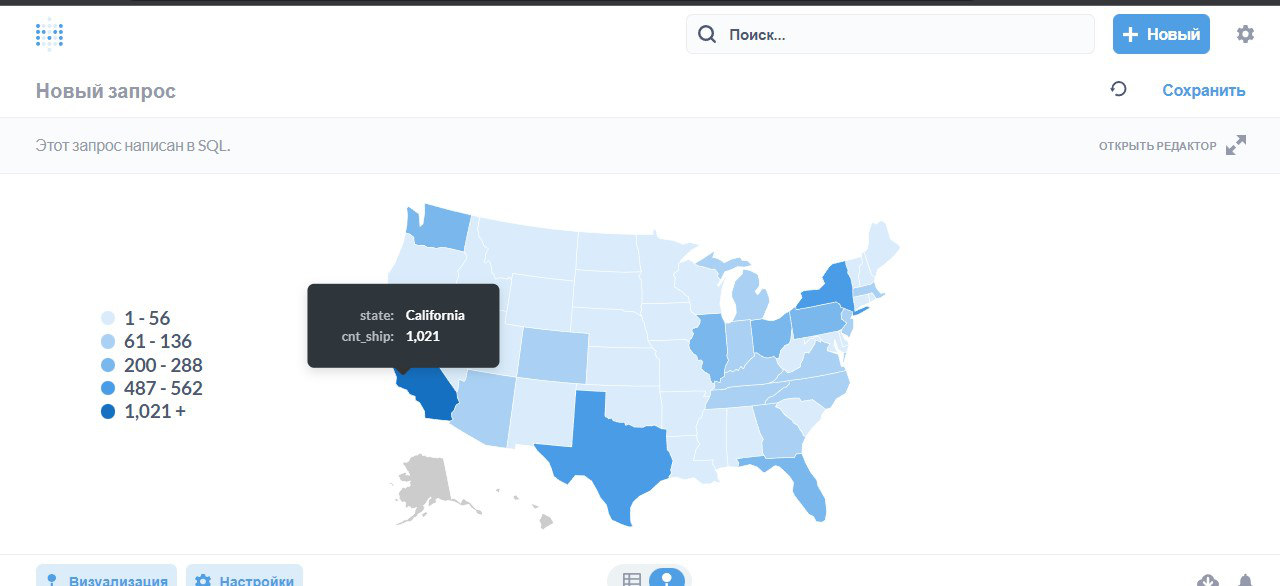 Поиск...
Новый
Новый запрос
Сохранить
Этот запрос написан в SQL.
ОТКРЫТЬ РЕДАКТОР
state: California
cnt_ship: 1,021
1 - 56
61 - 136
200 - 288
487 - 562
1,021 +
Визуализация
Настройки